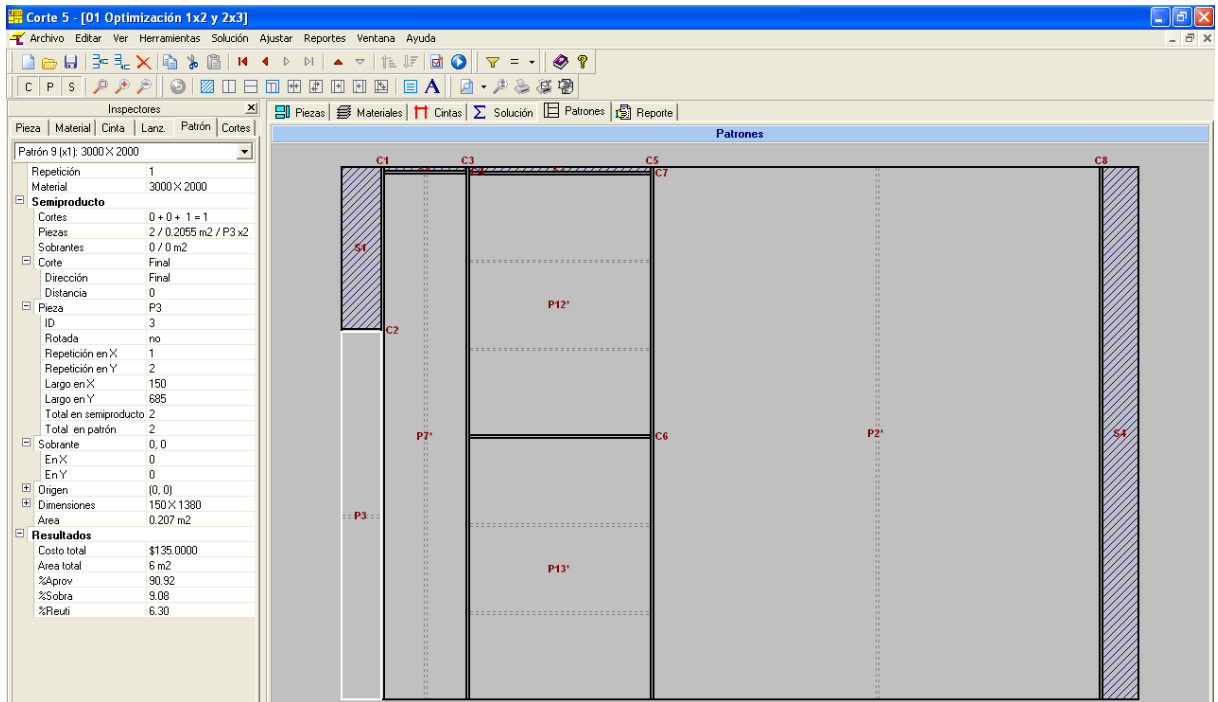 Corte 5 - [01 Optimización 1x2 y 2x3]
Archivo Editar Ver Herramientas Solución Ajustar Reportes Ventana Ayuda
C P S A
Inspectores
Pieza Material Cinta Lanz. Patrón Cortes
Piezas Materiales Cintas Solución Patrones Reporte
Patrones
Patrón 9 (x1): 3000 X 2000
Repetición 1
Material 3000 X 2000
Semiproducto
Cortes 0 + 0 + 1 = 1
Piezas 2 / 0.2055 m2 / P3 x2
Sobrantes 0 / 0 m2
Corte Final
Dirección Final
Distancia 0
Pieza P3
ID 3
Rotada no
Repetición en X 1
Repetición en Y 2
Largo en X 150
Largo en Y 685
Total en semiproducto 2
Total en patrón 2
Sobrante 0, 0
En X 0
En Y 0
Origen (0, 0)
Dimensiones 150 X 1380
Area 0.207 m2
Resultados
Costo total $135.0000
Area total 6 m2
%Aprov 90.92
%Sobra 9.08
%Reuti 6.30
C1 C3 C5 C8
C7
S1
P12*
C2
P7* C6 P2* S4
P3
P13*